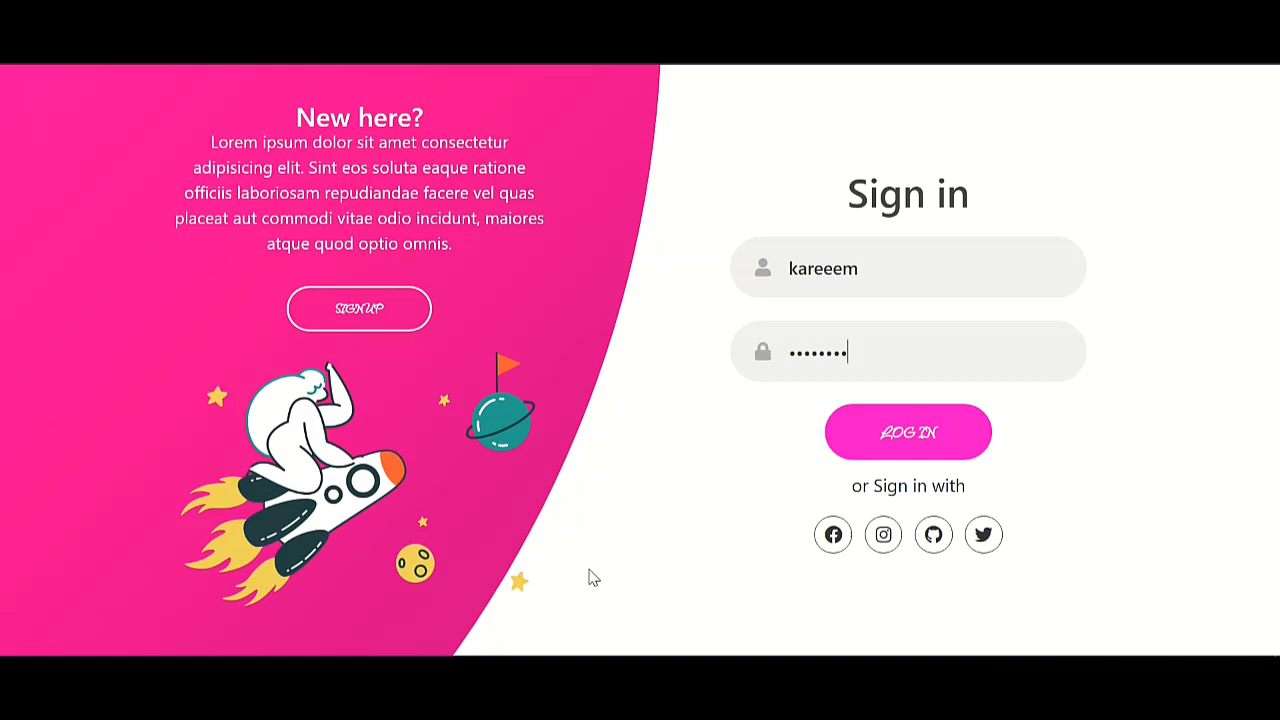 New here?
Lorem ipsum dolor sit amet consectetur
adipisicing elit. Sint eos soluta eaque ratione
officiis laboriosam repudiandae facere vel quas
placeat aut commodi vitae odio incidunt, maiores
atque quod optio omnis.
SIGN UP
Sign in
kareeem
••••••••
LOG IN
or Sign in with